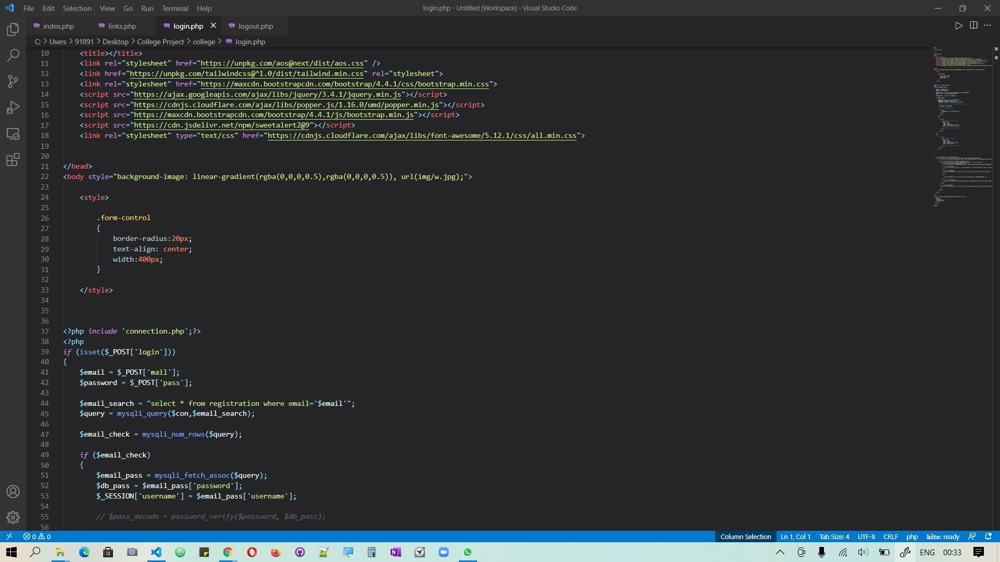 File Edit Selection View Go Run Terminal Help
login.php - Untitled (Workspace) - Visual Studio Code
index.php links.php login.php logout.php
C: > Users > 91891 > Desktop > College Project > college > login.php
10 <title></title>
11 <link rel="stylesheet" href="https://unpkg.com/aos@next/dist/aos.css" />
12 <link href="https://unpkg.com/tailwindcss@^1.0/dist/tailwind.min.css" rel="stylesheet">
13 <link rel="stylesheet" href="https://maxcdn.bootstrapcdn.com/bootstrap/4.4.1/css/bootstrap.min.css">
14 <script src="https://ajax.googleapis.com/ajax/libs/jquery/3.4.1/jquery.min.js"></script>
15 <script src="https://cdnjs.cloudflare.com/ajax/libs/popper.js/1.16.0/umd/popper.min.js"></script>
16 <script src="https://maxcdn.bootstrapcdn.com/bootstrap/4.4.1/js/bootstrap.min.js"></script>
17 <script src="https://cdn.jsdelivr.net/npm/sweetalert2@9"></script>
18 <link rel="stylesheet" type="text/css" href="https://cdnjs.cloudflare.com/ajax/libs/font-awesome/5.12.1/css/all.min.css">
19
20
21 </head>
22 <body style="background-image: linear-gradient(rgba(0,0,0,0.5),rgba(0,0,0,0.5)), url(img/w.jpg);">
23
24 <style>
25
26 .form-control
27 {
28 border-radius:20px;
29 text-align: center;
30 width:400px;
31 }
32
33 </style>
34
35
36
37 <?php include 'connection.php';?>
38 <?php
39 if (isset($_POST['login']))
40 {
41 $email = $_POST['mail'];
42 $password = $_POST['pass'];
43
44 $email_search = "select * from registration where email='$email'";
45 $query = mysqli_query($con,$email_search);
46
47 $email_check = mysqli_num_rows($query);
48
49 if ($email_check)
50 {
51 $email_pass = mysqli_fetch_assoc($query);
52 $db_pass = $email_pass['password'];
53 $_SESSION['username'] = $email_pass['username'];
54
55 // $pass_decode = password_verify($password, $db_pass);
56
0 0 Column Selection Ln 1, Col 1 Tab Size: 4 UTF-8 CRLF php kite: ready
ENG 00:33